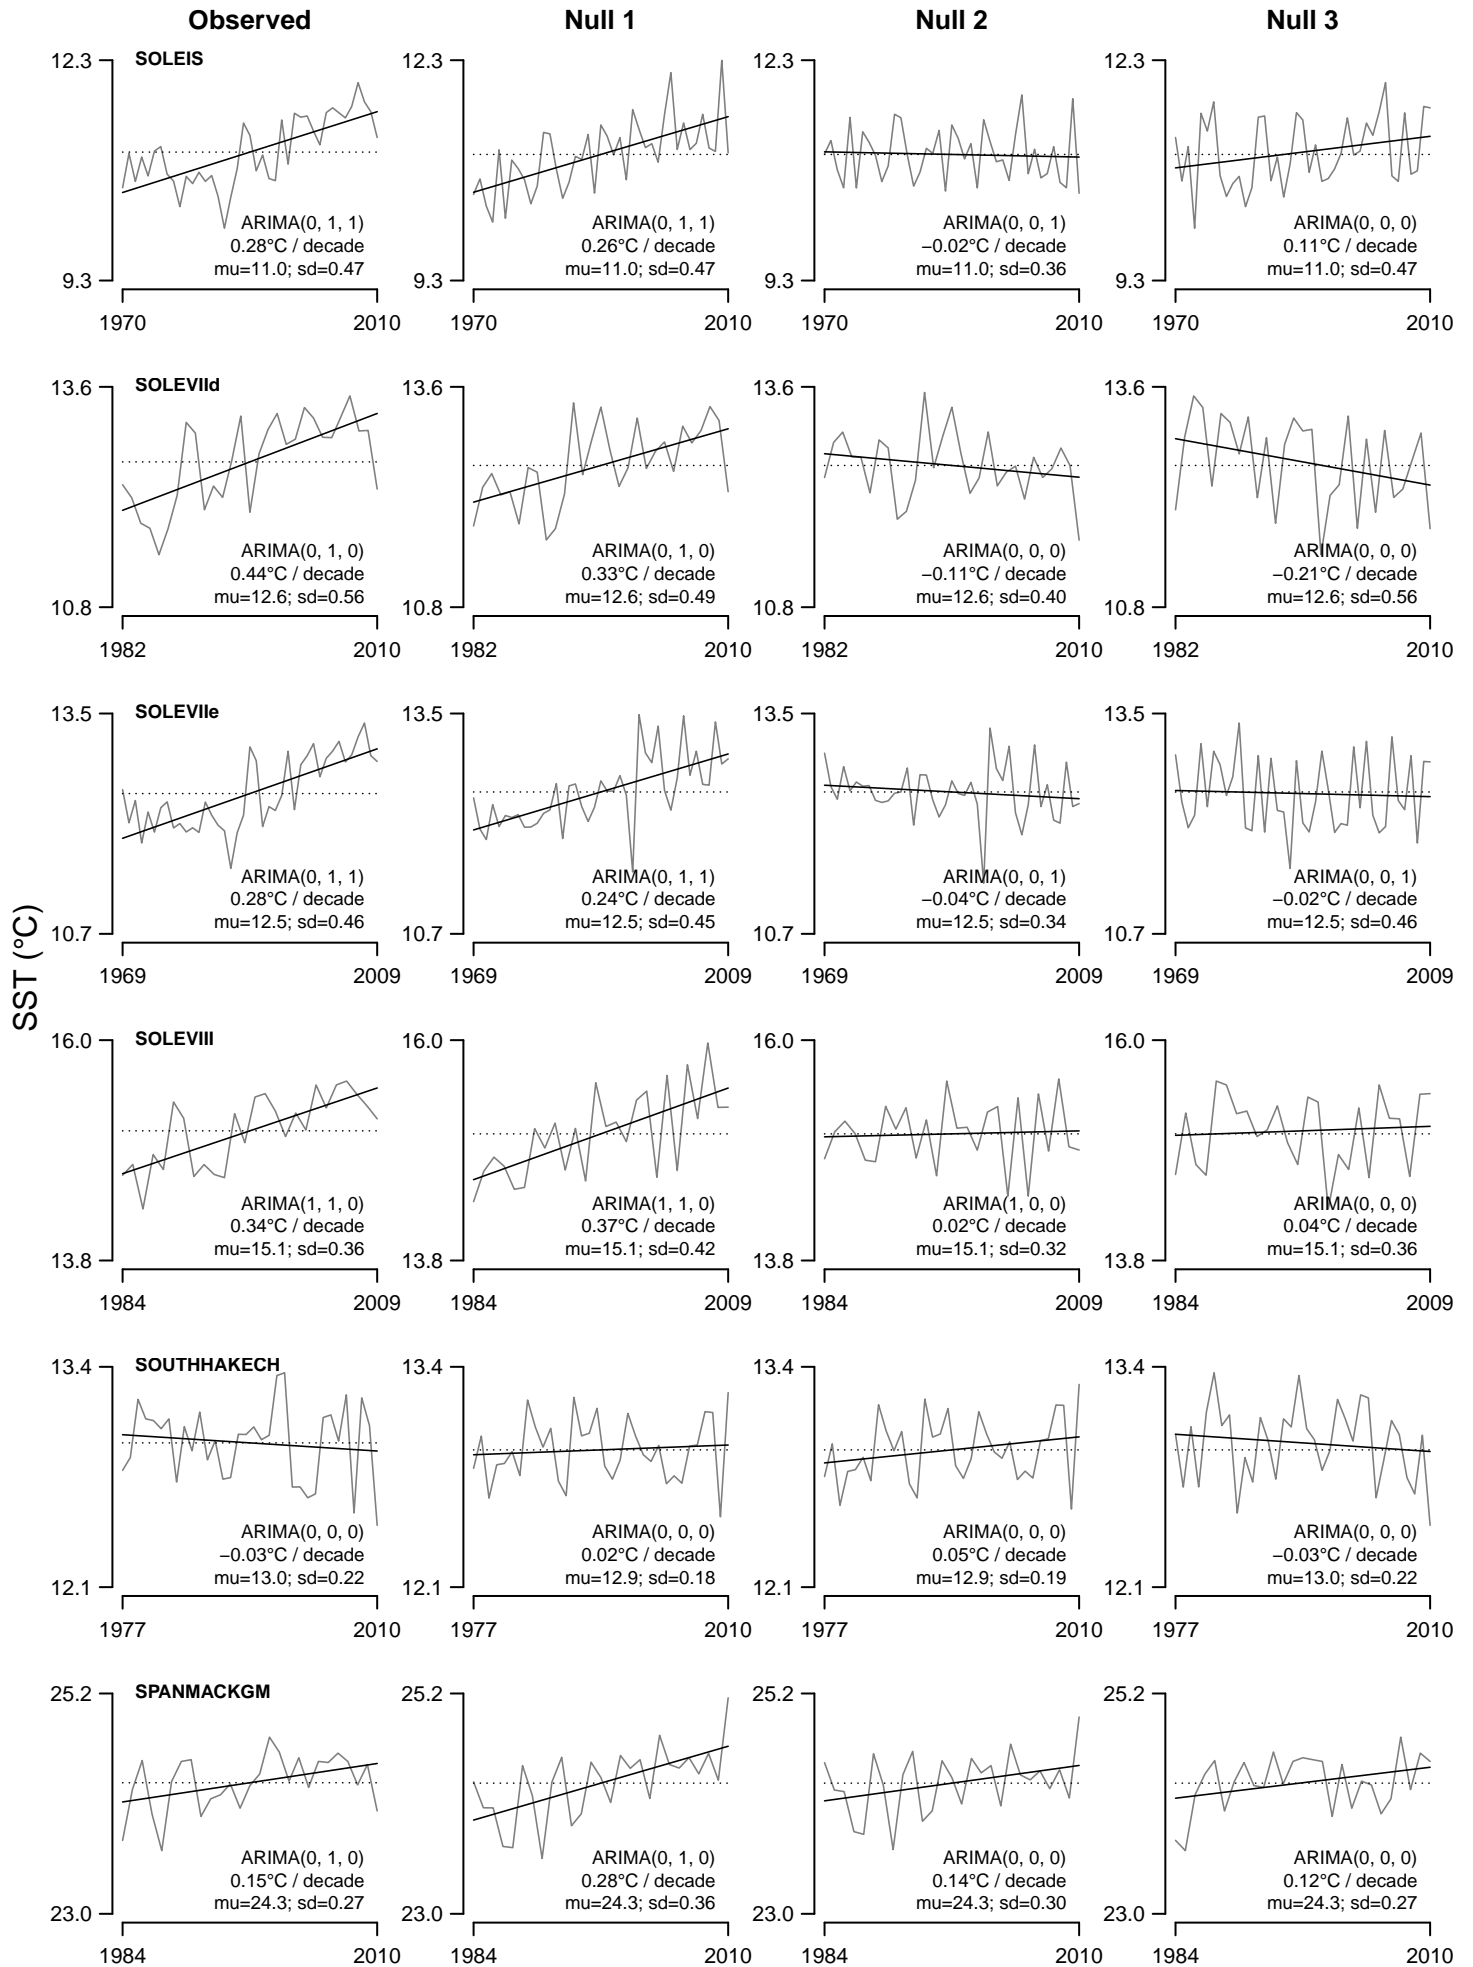 Observed Null 1 Null 2 Null 3
SST (°C)
SOLEIS
12.3 12.3 12.3 12.3
ARIMA(0, 1, 1) ARIMA(0, 1, 1) ARIMA(0, 0, 1) ARIMA(0, 0, 0)
0.28°C / decade 0.26°C / decade −0.02°C / decade 0.11°C / decade
mu=11.0; sd=0.47 mu=11.0; sd=0.47 mu=11.0; sd=0.36 mu=11.0; sd=0.47
9.3 9.3 9.3 9.3
1970 2010 1970 2010 1970 2010 1970 2010
SOLEVIId
13.6 13.6 13.6 13.6
ARIMA(0, 1, 0) ARIMA(0, 1, 0) ARIMA(0, 0, 0) ARIMA(0, 0, 0)
0.44°C / decade 0.33°C / decade −0.11°C / decade −0.21°C / decade
mu=12.6; sd=0.56 mu=12.6; sd=0.49 mu=12.6; sd=0.40 mu=12.6; sd=0.56
10.8 10.8 10.8 10.8
1982 2010 1982 2010 1982 2010 1982 2010
SOLEVIIe
13.5 13.5 13.5 13.5
ARIMA(0, 1, 1) ARIMA(0, 1, 1) ARIMA(0, 0, 1) ARIMA(0, 0, 1)
0.28°C / decade 0.24°C / decade −0.04°C / decade −0.02°C / decade
mu=12.5; sd=0.46 mu=12.5; sd=0.45 mu=12.5; sd=0.34 mu=12.5; sd=0.46
10.7 10.7 10.7 10.7
1969 2009 1969 2009 1969 2009 1969 2009
SOLEVIII
16.0 16.0 16.0 16.0
ARIMA(1, 1, 0) ARIMA(1, 1, 0) ARIMA(1, 0, 0) ARIMA(0, 0, 0)
0.34°C / decade 0.37°C / decade 0.02°C / decade 0.04°C / decade
mu=15.1; sd=0.36 mu=15.1; sd=0.42 mu=15.1; sd=0.32 mu=15.1; sd=0.36
13.8 13.8 13.8 13.8
1984 2009 1984 2009 1984 2009 1984 2009
SOUTHHAKECH
13.4 13.4 13.4 13.4
ARIMA(0, 0, 0) ARIMA(0, 0, 0) ARIMA(0, 0, 0) ARIMA(0, 0, 0)
−0.03°C / decade 0.02°C / decade 0.05°C / decade −0.03°C / decade
mu=13.0; sd=0.22 mu=12.9; sd=0.18 mu=12.9; sd=0.19 mu=13.0; sd=0.22
12.1 12.1 12.1 12.1
1977 2010 1977 2010 1977 2010 1977 2010
SPANMACKGM
25.2 25.2 25.2 25.2
ARIMA(0, 1, 0) ARIMA(0, 1, 0) ARIMA(0, 0, 0) ARIMA(0, 0, 0)
0.15°C / decade 0.28°C / decade 0.14°C / decade 0.12°C / decade
mu=24.3; sd=0.27 mu=24.3; sd=0.36 mu=24.3; sd=0.30 mu=24.3; sd=0.27
23.0 23.0 23.0 23.0
1984 2010 1984 2010 1984 2010 1984 2010